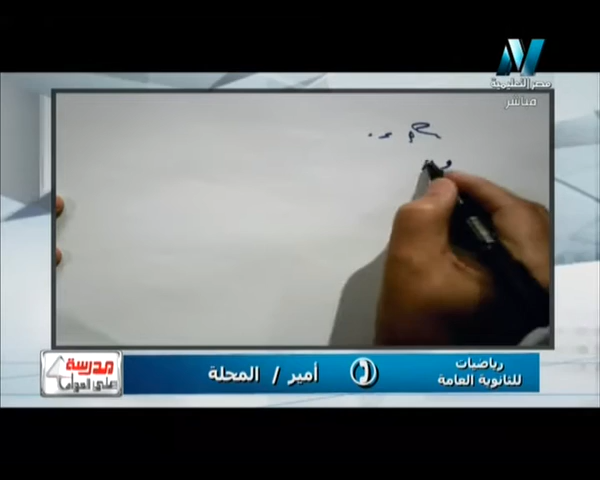 مصر التعليمية
مباشر
رياضيات
للثانوية العامة
أمير / المحلة
مدرسة
على الهواء